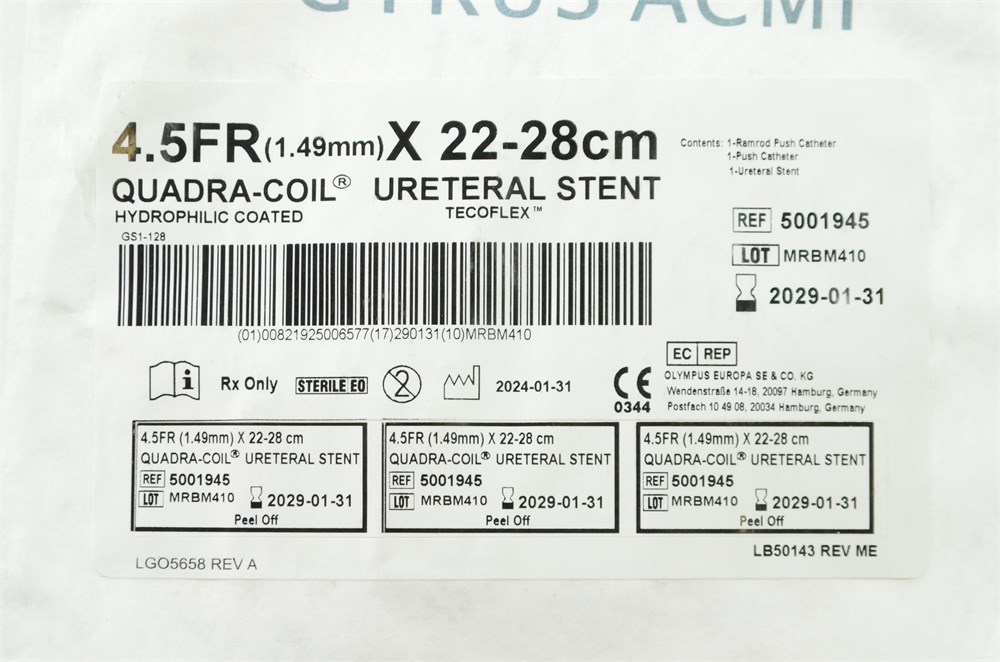 GYRUS ACMI
4.5FR(1.49mm)X 22-28cm
QUADRA-COIL® URETERAL STENT
HYDROPHILIC COATED TECOFLEX™
Contents: 1-Ramrod Push Catheter
1-Push Catheter
1-Ureteral Stent
REF 5001945
LOT MRBM410
2029-01-31
GS1-128
(01)00821925006577(17)290131(10)MRBM410
i Rx Only STERILE EO 2 2024-01-31
CE 0344
EC REP
OLYMPUS EUROPA SE & CO. KG
Wendenstraße 14-18, 20097 Hamburg, Germany
Postfach 10 49 08, 20034 Hamburg, Germany
4.5FR (1.49mm) X 22-28 cm
QUADRA-COIL® URETERAL STENT
REF 5001945
LOT MRBM410 2029-01-31
Peel Off
4.5FR (1.49mm) X 22-28 cm
QUADRA-COIL® URETERAL STENT
REF 5001945
LOT MRBM410 2029-01-31
Peel Off
4.5FR (1.49mm) X 22-28 cm
QUADRA-COIL® URETERAL STENT
REF 5001945
LOT MRBM410 2029-01-31
Peel Off
LGO5658 REV A
LB50143 REV ME